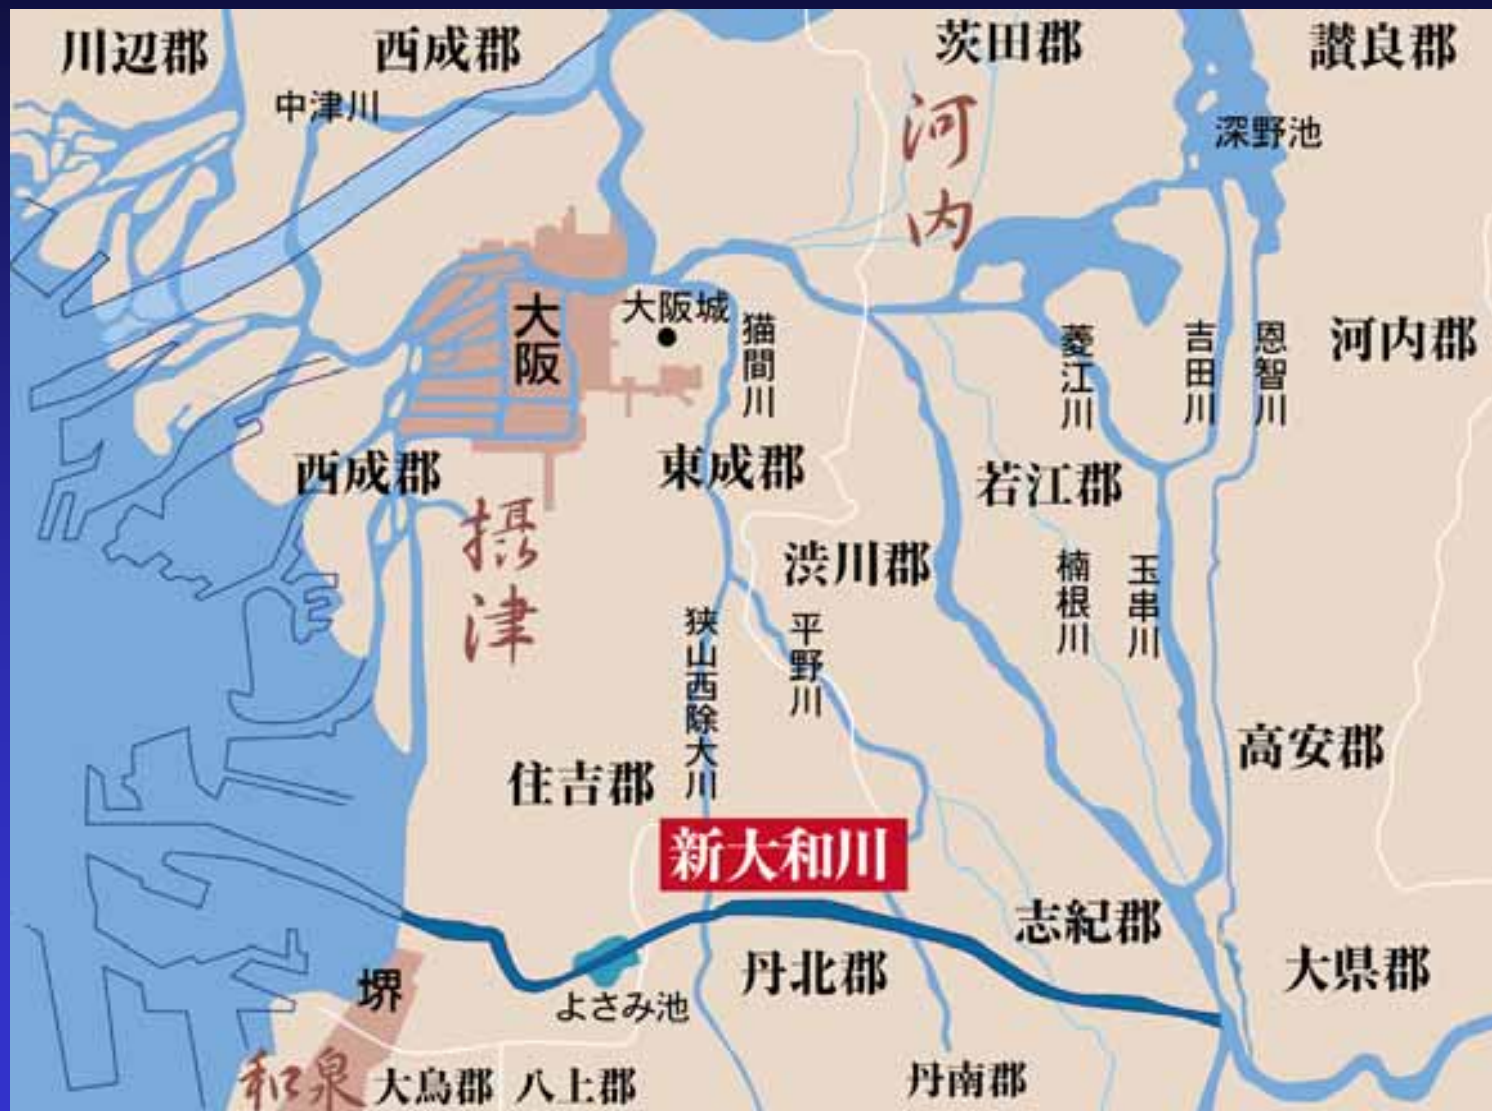 川辺郡
西成郡
茨田郡
讃良郡
中津川
深野池
河内
大阪
大阪城
猫間川
菱江川
吉田川
恩智川
河内郡
西成郡
東成郡
若江郡
摂津
渋川郡
楠根川
玉串川
狭山西除大川
平野川
高安郡
住吉郡
新大和川
志紀郡
丹北郡
大県郡
堺
よさみ池
和泉
大鳥郡
八上郡
丹南郡